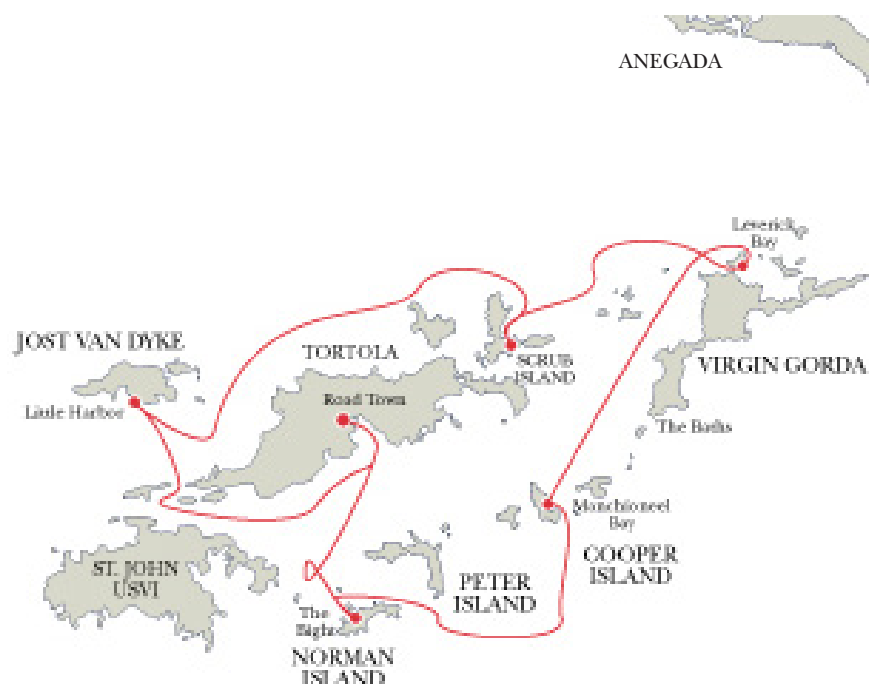 ANEGADA
Leverick
Bay
JOST VAN DYKE
TORTOLA
SCRUB
ISLAND
VIRGIN GORDA
Little Harbor
Road Town
The Baths
Manchioneel
Bay
COOPER
ISLAND
ST. JOHN
USVI
PETER
ISLAND
The
Bight
NORMAN
ISLAND